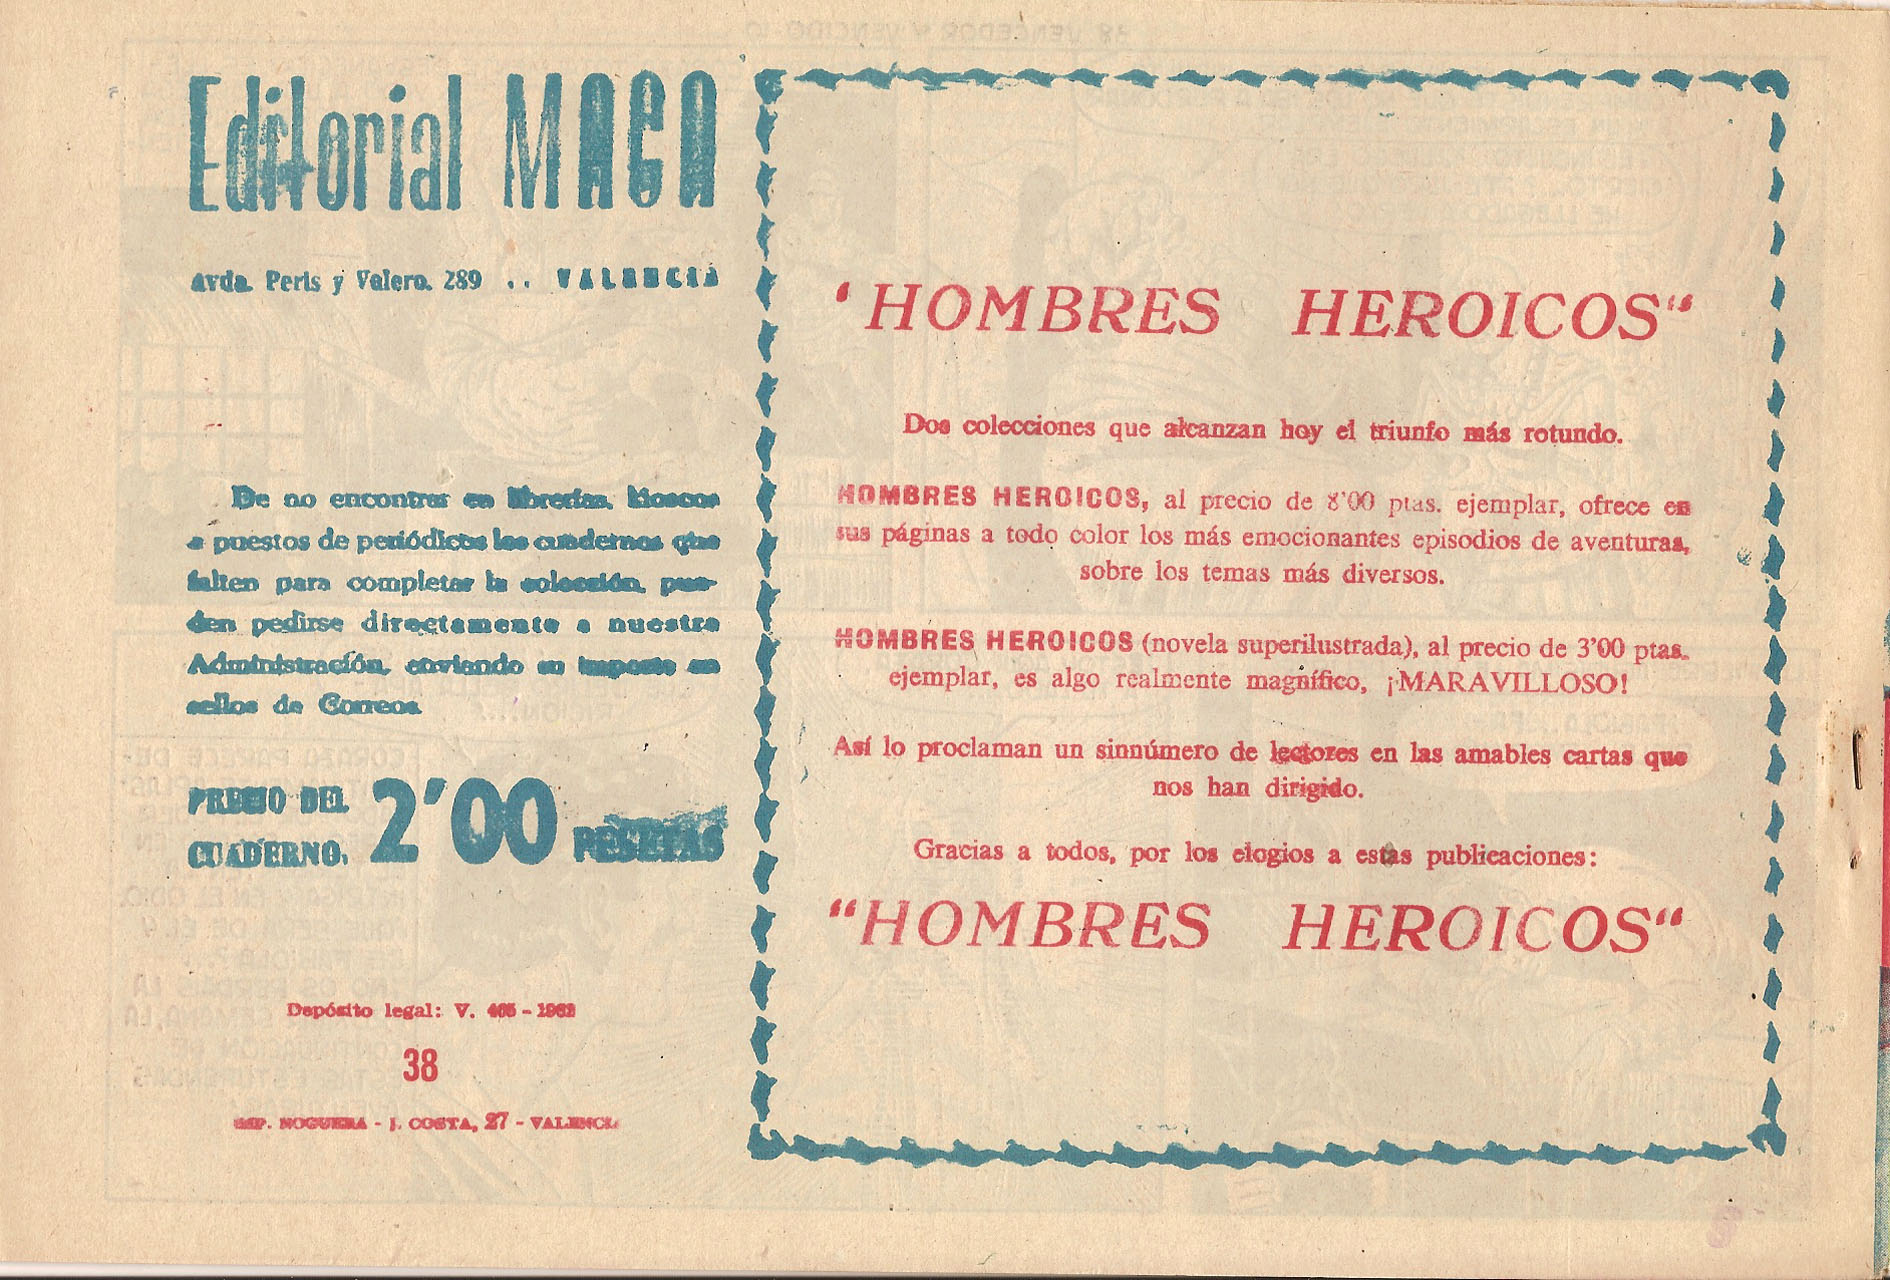 Editorial MAGA
Avda. Peris y Valero. 289 .. VALENCIA
De no encontrar en librerías, kioscos
o puestos de periódicos los cuadernos que
falten para completar la colección, pue-
den pedirse directamente a nuestra
Administración, enviando su importe en
sellos de Correos
PRECIO DEL
CUADERNO, 2'00 PESETAS
Depósito legal: V. - 1962
38
IMP. NOGUERA - J. COSTA, 27 - VALENCIA
'HOMBRES HEROICOS"
Dos colecciones que alcanzan hoy el triunfo más rotundo.
HOMBRES HEROICOS, al precio de 8'00 ptas. ejemplar, ofrece en
sus páginas a todo color los más emocionantes episodios de aventuras,
sobre los temas más diversos.
HOMBRES HEROICOS (novela superilustrada), al precio de 3'00 ptas.
ejemplar, es algo realmente magnífico, ¡MARAVILLOSO!
Así lo proclaman un sinnúmero de lectores en las amables cartas que
nos han dirigido.
Gracias a todos, por los elogios a estas publicaciones:
"HOMBRES HEROICOS"